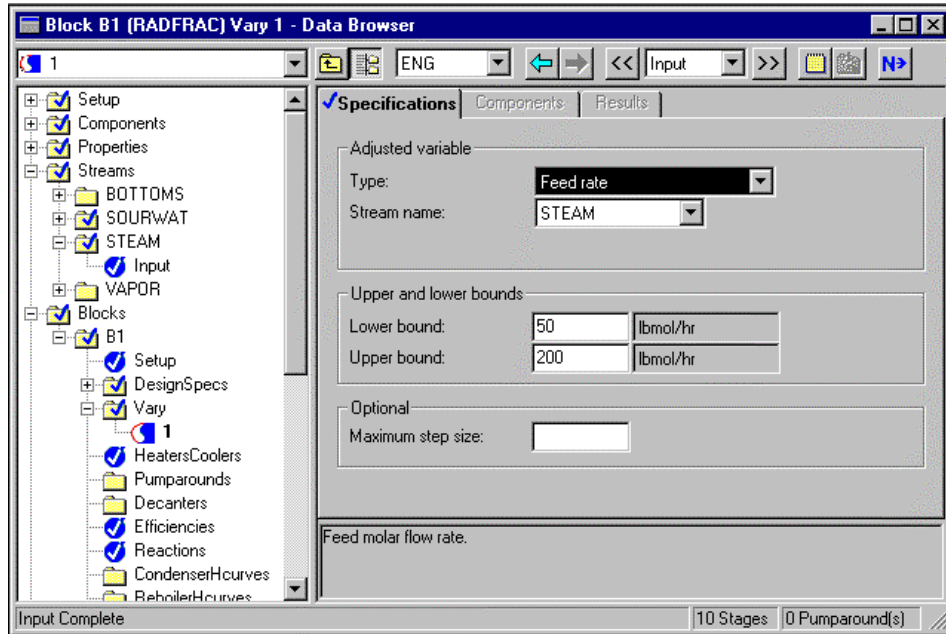 Block B1 (RADFRAC) Vary 1 - Data Browser
1
ENG
<<
Input
>>
N
Setup
Components
Properties
Streams
BOTTOMS
SOURWAT
STEAM
Input
VAPOR
Blocks
B1
Setup
DesignSpecs
Vary
1
HeatersCoolers
Pumparounds
Decanters
Efficiencies
Reactions
CondenserHcurves
ReboilerHcurves
Specifications Components Results
Adjusted variable
Type: Feed rate
Stream name: STEAM
Upper and lower bounds
Lower bound: 50 lbmol/hr
Upper bound: 200 lbmol/hr
Optional
Maximum step size:
Feed molar flow rate.
Input Complete 10 Stages 0 Pumparound(s)